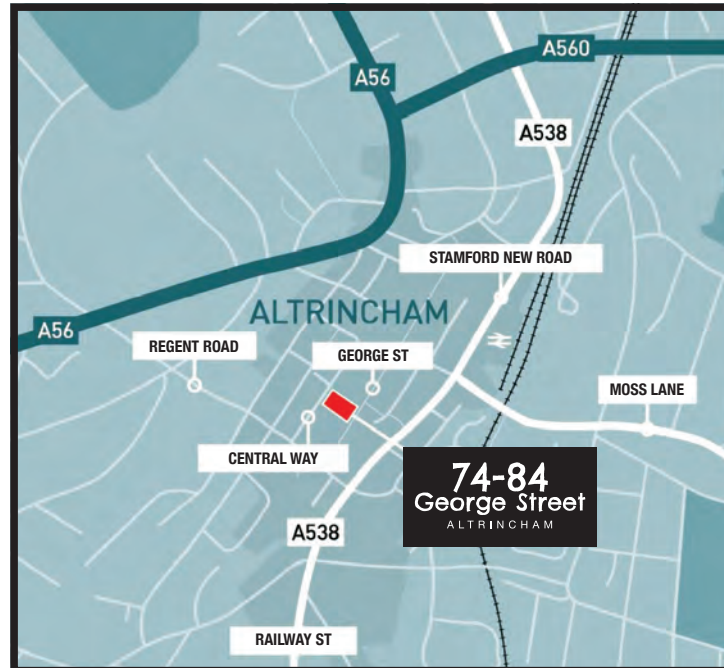 A560
A56
A538
STAMFORD NEW ROAD
ALTRINCHAM
A56
REGENT ROAD
GEORGE ST
MOSS LANE
CENTRAL WAY
74-84
George Street
ALTRINCHAM
A538
RAILWAY ST